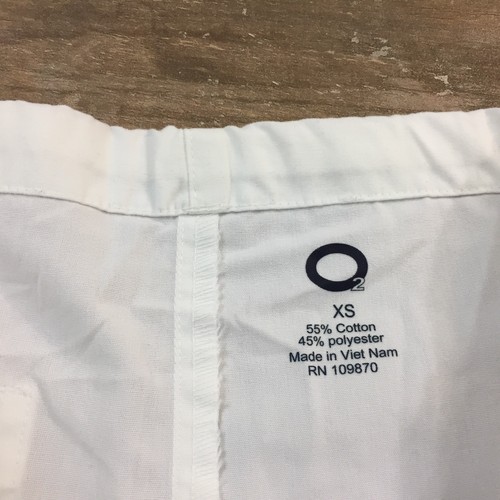 O2
XS
55% Cotton
45% polyester
Made in Viet Nam
RN 109870